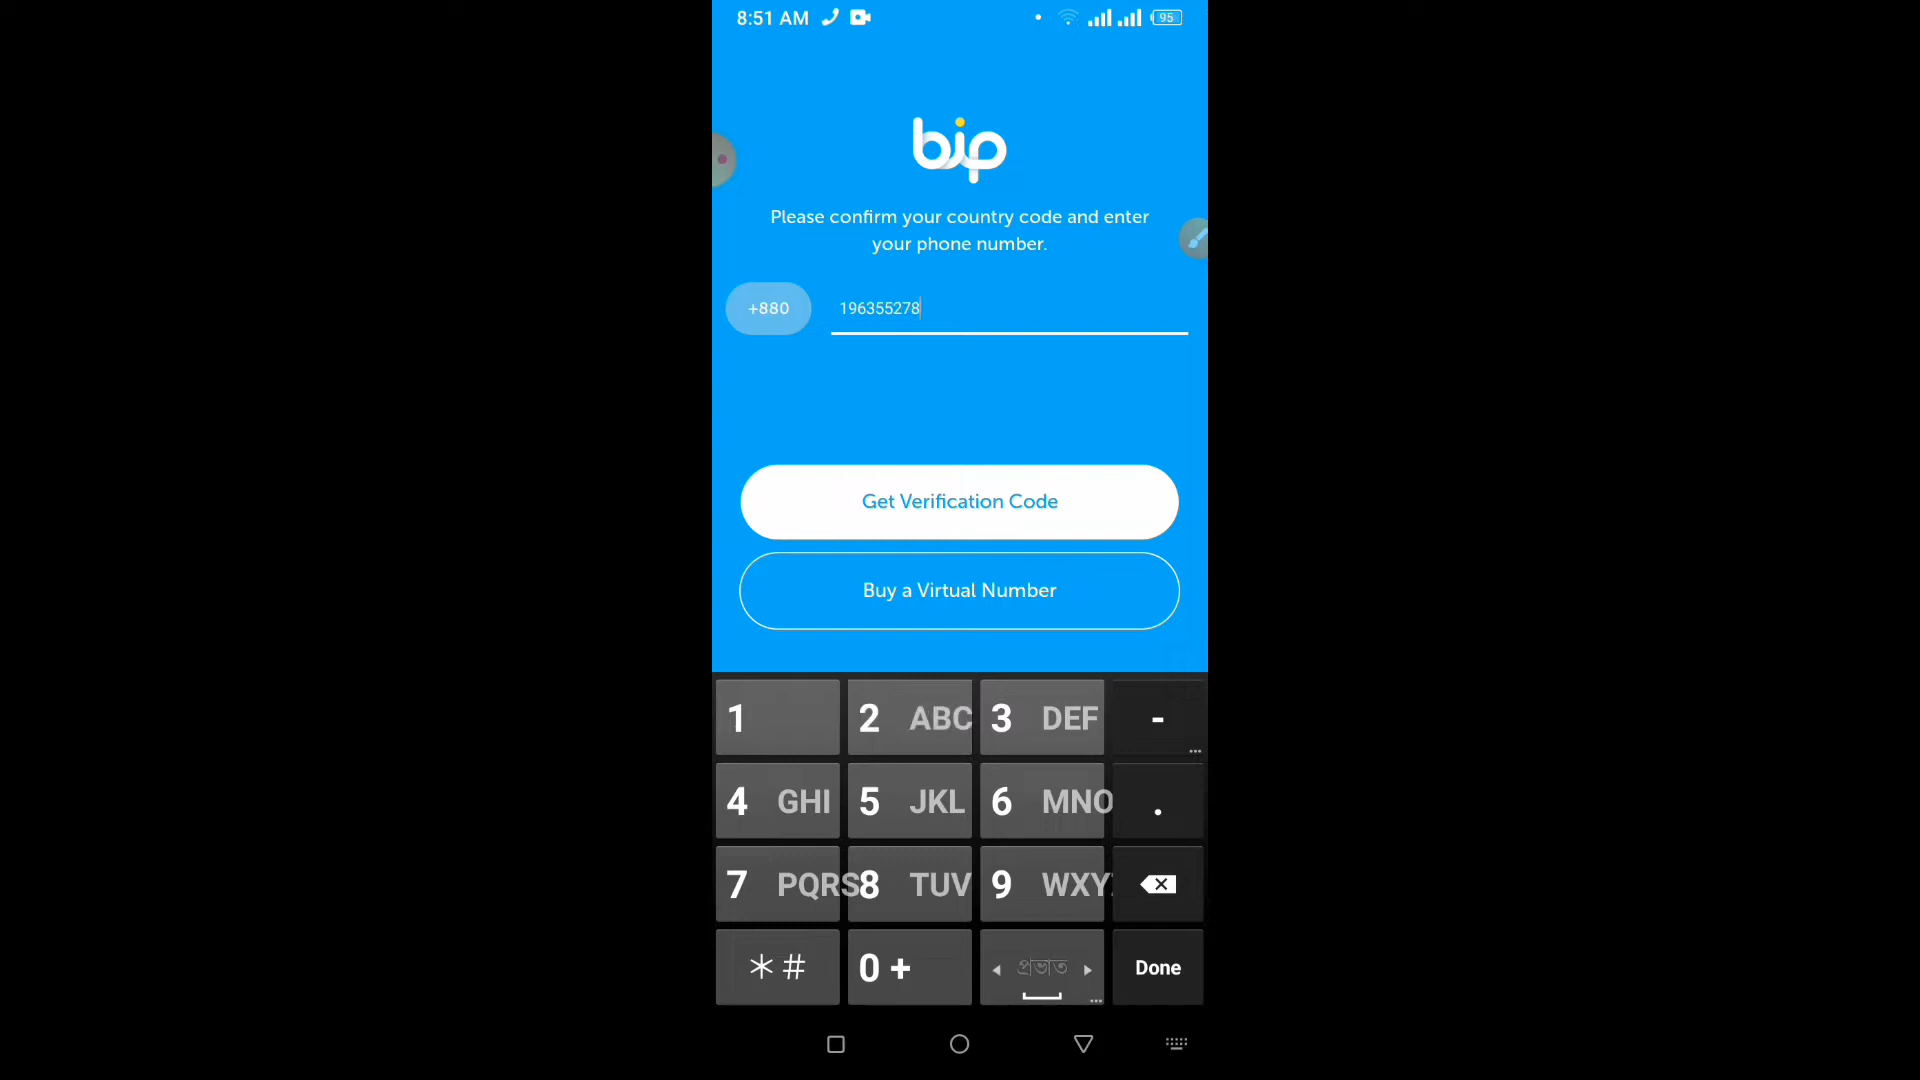 8:51 AM
95
bip
Please confirm your country code and enter
your phone number.
+880
196355278
Get Verification Code
Buy a Virtual Number
1
2 ABC
3 DEF
-
4 GHI
5 JKL
6 MNO
.
7 PQRS
8 TUV
9 WXYZ
*#
0 +
প্রভাত
Done